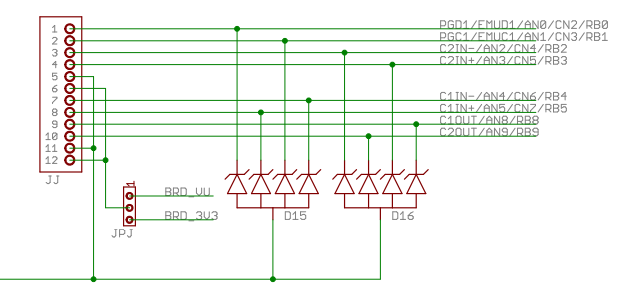 1 PGD1/EMUD1/AN0/CN2/RB0
2 PGC1/EMUC1/AN1/CN3/RB1
3 C2IN-/AN2/CN4/RB2
4 C2IN+/AN3/CN5/RB3
5
6
7 C1IN-/AN4/CN6/RB4
8 C1IN+/AN5/CN7/RB5
9 C1OUT/AN8/RB8
10 C2OUT/AN9/RB9
11
12
JJ
1
BRD_VU
BRD_3V3
JPJ
D15
D16